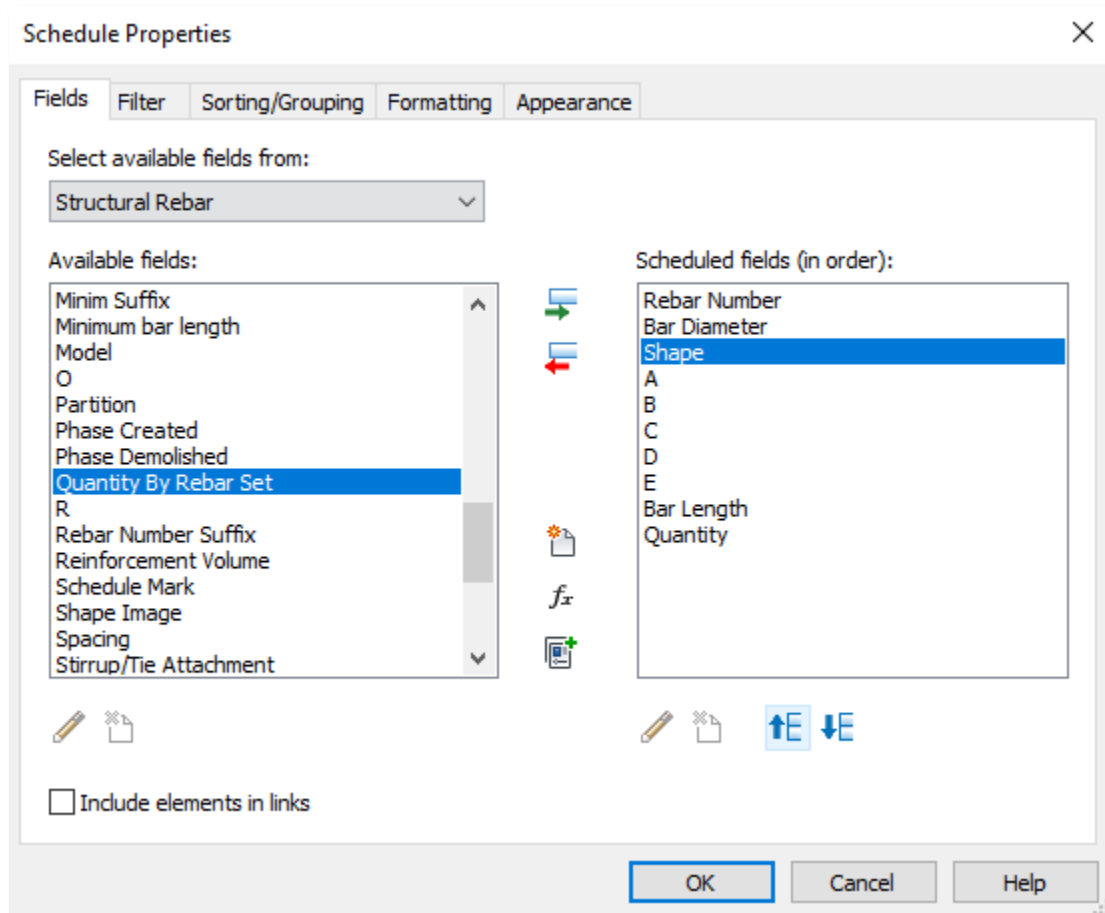 Schedule Properties
Fields Filter Sorting/Grouping Formatting Appearance
Select available fields from:
Structural Rebar
Available fields:
Minim Suffix
Minimum bar length
Model
O
Partition
Phase Created
Phase Demolished
Quantity By Rebar Set
R
Rebar Number Suffix
Reinforcement Volume
Schedule Mark
Shape Image
Spacing
Stirrup/Tie Attachment
fx
Scheduled fields (in order):
Rebar Number
Bar Diameter
Shape
A
B
C
D
E
Bar Length
Quantity
Include elements in links
OK Cancel Help